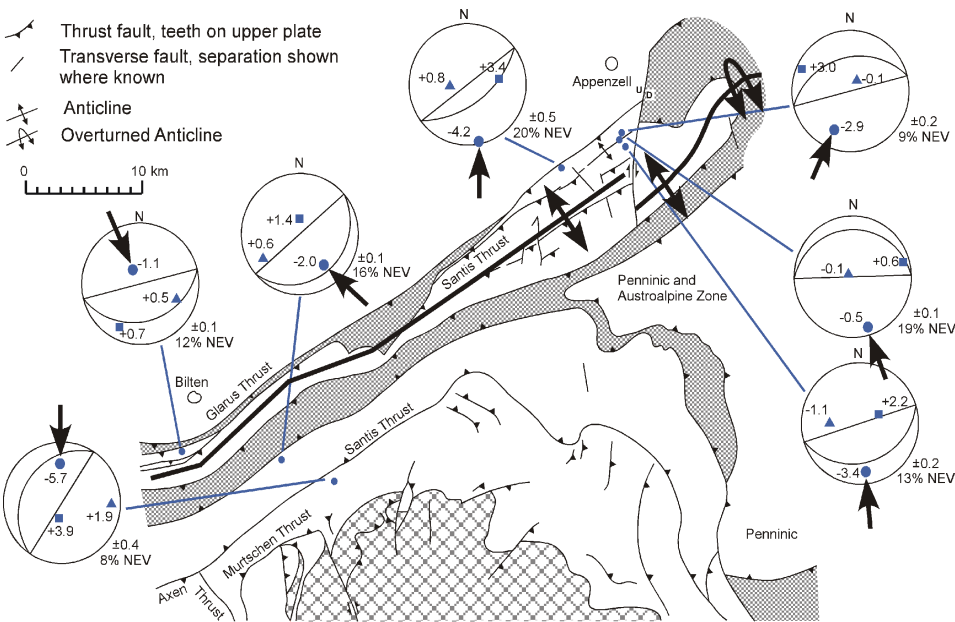 Thrust fault, teeth on upper plate
Transverse fault, separation shown
where known
Anticline
Overturned Anticline
0 10 km
N
+0.8
+3.4
-4.2
±0.5
20% NEV
Appenzell
U D
+3.0
-0.1
-2.9
±0.2
9% NEV
N
+1.4
+0.6
-2.0
±0.1
16% NEV
N
-1.1
+0.5
+0.7
±0.1
12% NEV
Santis Thrust
Penninic and
Austroalpine Zone
N
-0.1
+0.6
-0.5
±0.1
19% NEV
N
-1.1
+2.2
-3.4
±0.2
13% NEV
Bilten
Glarus Thrust
Santis Thrust
-5.7
+3.9
+1.9
±0.4
8% NEV
Murtschen Thrust
Axen
Thrust
Penninic
N